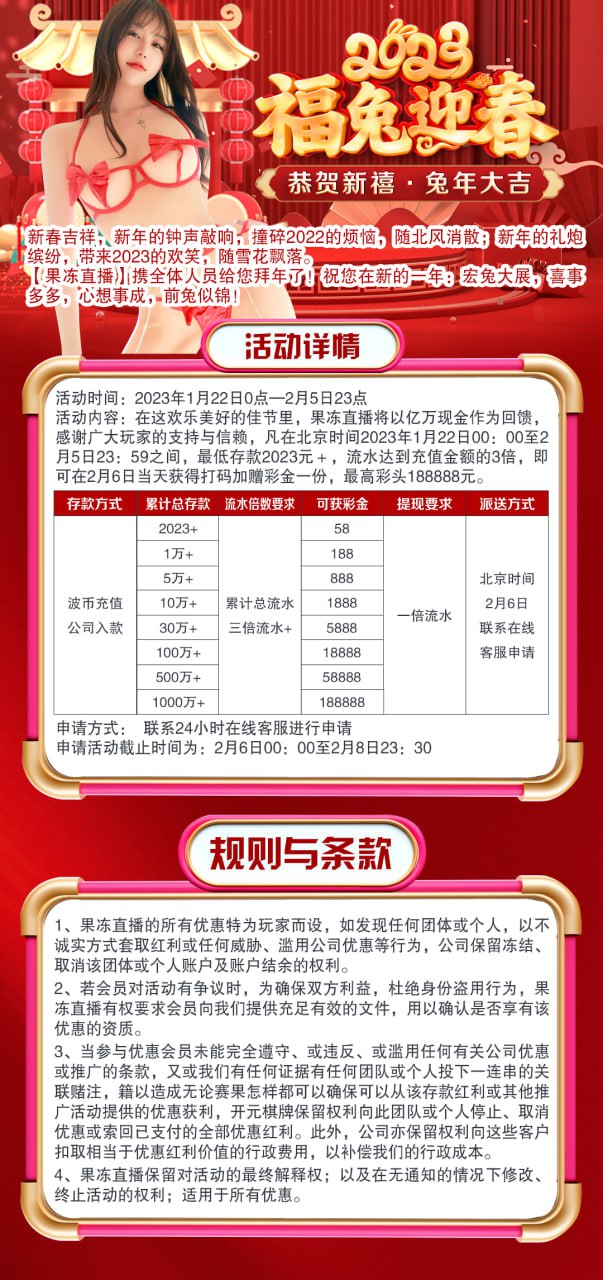 2023
福兔迎春
恭贺新禧·兔年大吉
新春吉祥，新年的钟声敲响，撞碎2022的烦恼，随北风消散；新年的礼炮
缤纷，带来2023的欢笑，随雪花飘落。
【果冻直播】携全体人员给您拜年了！祝您在新的一年：宏兔大展，喜事
多多，心想事成，前兔似锦！
活动详情
活动时间：2023年1月22日0点—2月5日23点
活动内容：在这欢乐美好的佳节里，果冻直播将以亿万现金作为回馈，
感谢广大玩家的支持与信赖，凡在北京时间2023年1月22日00：00至2
月5日23：59之间，最低存款2023元＋，流水达到充值金额的3倍，即
可在2月6日当天获得打码加赠彩金一份，最高彩头188888元。
存款方式 累计总存款 流水倍数要求 可获彩金 提现要求 派送方式
2023+ 58
1万+ 188
5万+ 888
10万+ 1888
30万+ 5888
100万+ 18888
500万+ 58888
1000万+ 188888
波币充值
公司入款
累计总流水
三倍流水+
一倍流水
北京时间
2月6日
联系在线
客服申请
申请方式： 联系24小时在线客服进行申请
申请活动截止时间为：2月6日00：00至2月8日23：30
规则与条款
1、果冻直播的所有优惠特为玩家而设，如发现任何团体或个人，以不
诚实方式套取红利或任何威胁、滥用公司优惠等行为，公司保留冻结、
取消该团体或个人账户及账户结余的权利。
2、若会员对活动有争议时，为确保双方利益，杜绝身份盗用行为，果
冻直播有权要求会员向我们提供充足有效的文件，用以确认是否享有该
优惠的资质。
3、当参与优惠会员未能完全遵守、或违反、或滥用任何有关公司优惠
或推广的条款，又或我们有任何证据有任何团队或个人投下一连串的关
联赌注，籍以造成无论赛果怎样都可以确保可以从该存款红利或其他推
广活动提供的优惠获利，开元棋牌保留权利向此团队或个人停止、取消
优惠或索回已支付的全部优惠红利。此外，公司亦保留权利向这些客户
扣取相当于优惠红利价值的行政费用，以补偿我们的行政成本。
4、果冻直播保留对活动的最终解释权；以及在无通知的情况下修改、
终止活动的权利；适用于所有优惠。